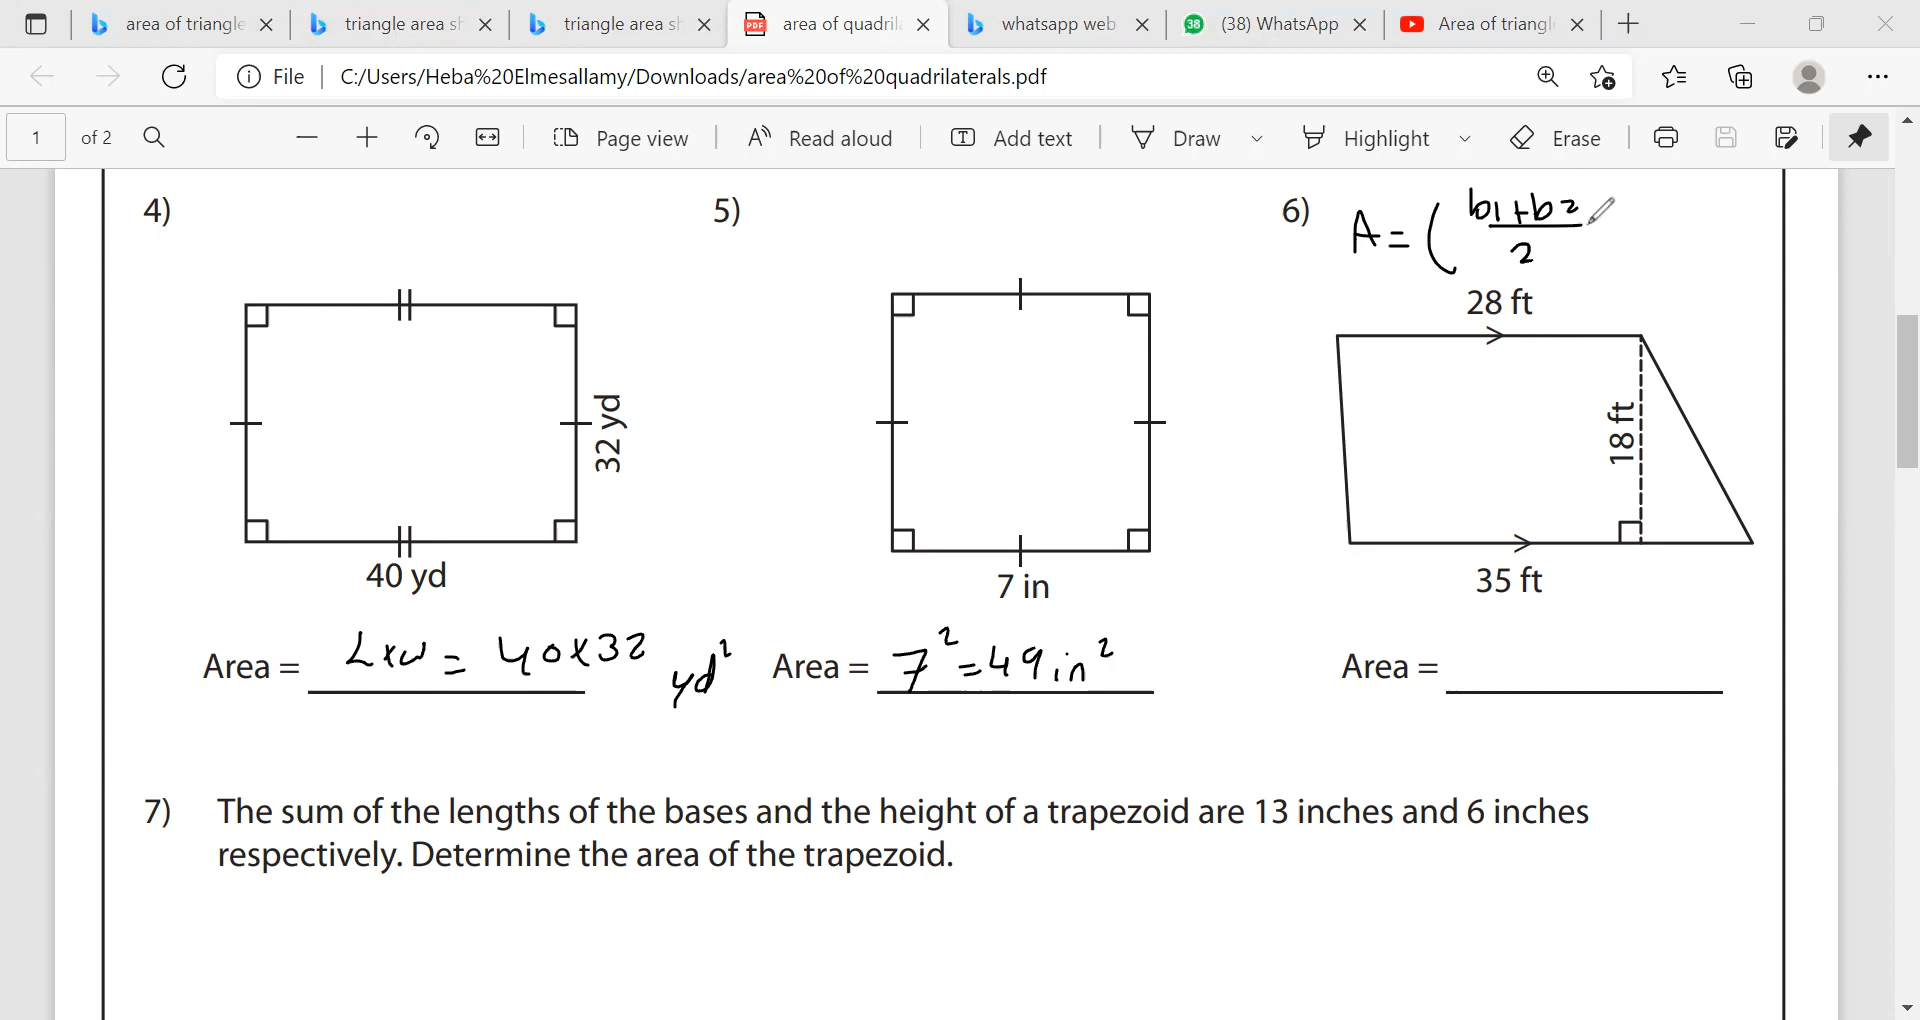 area of triangle
triangle area sh
triangle area sh
area of quadrila
whatsapp web
38 (38) WhatsApp
Area of triangl
File C:/Users/Heba%20Elmesallamy/Downloads/area%20of%20quadrilaterals.pdf
1 of 2 Page view Read aloud Add text Draw Highlight Erase
4)
32 yd
40 yd
Area = L×w = 40×32 yd²
5)
7 in
Area = 7² = 49 in²
6) A = ( b1+b2
2
28 ft
18 ft
35 ft
Area =
7) The sum of the lengths of the bases and the height of a trapezoid are 13 inches and 6 inches
respectively. Determine the area of the trapezoid.